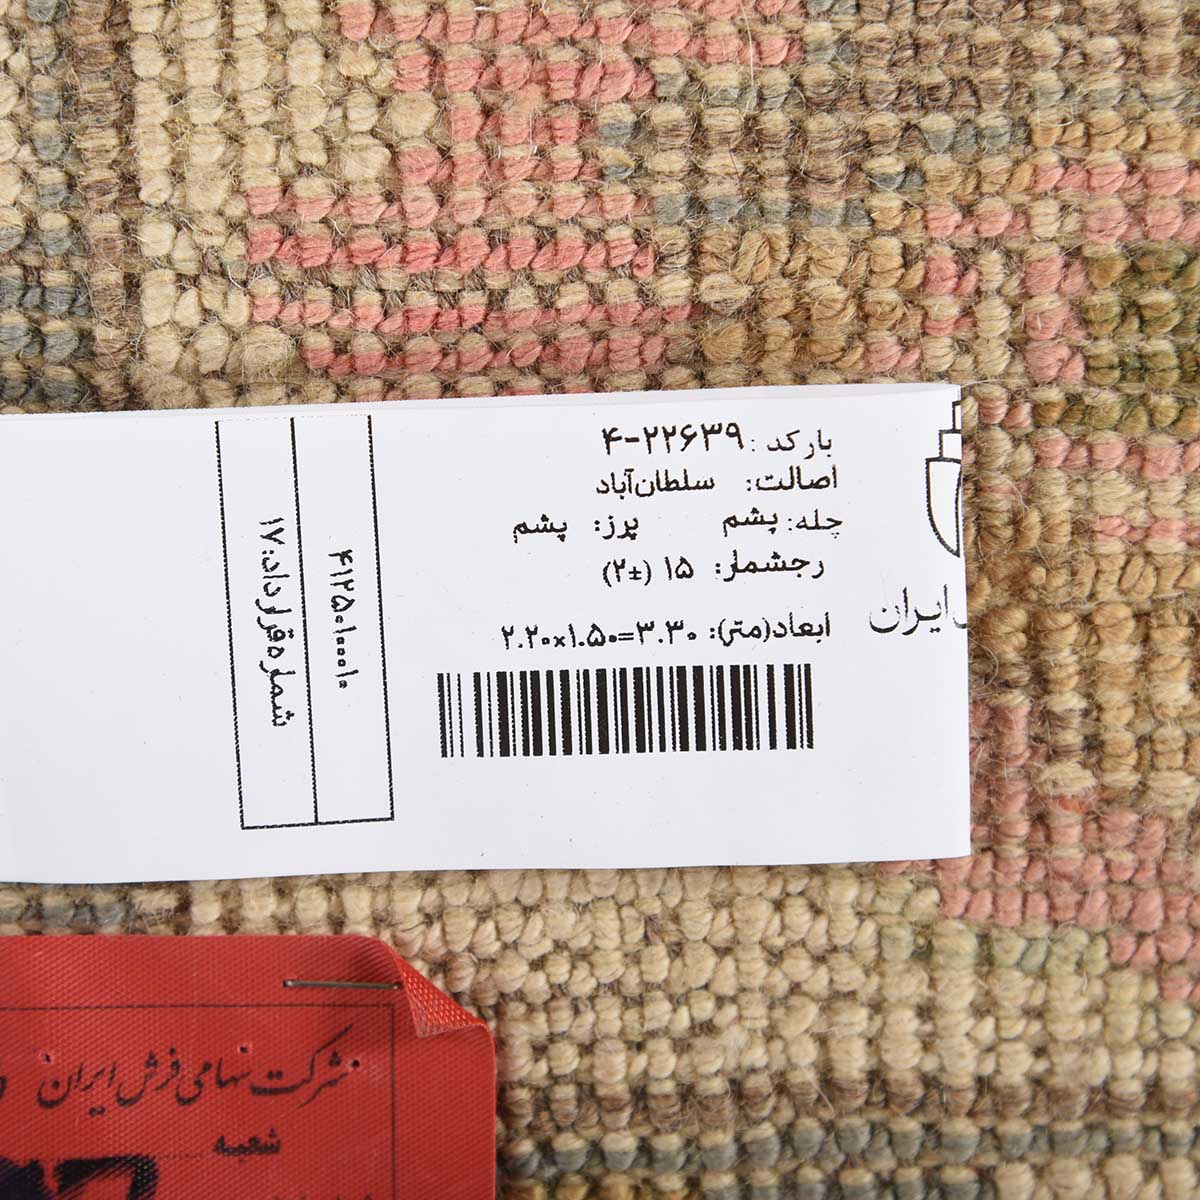 بارکد: ۴-۲۲۶۳۹
اصالت: سلطان‌آباد
چله: پشم پرز: پشم
رجشمار: ۱۵ (±۲)
ابعاد(متر): ۲.۲۰×۱.۵۰=۳.۳۰
ایران
۴۱۲۵۰۱۰۰۰۱۰
شماره قرارداد: ۱۷
شرکت سهامی فرش ایران
شعبه